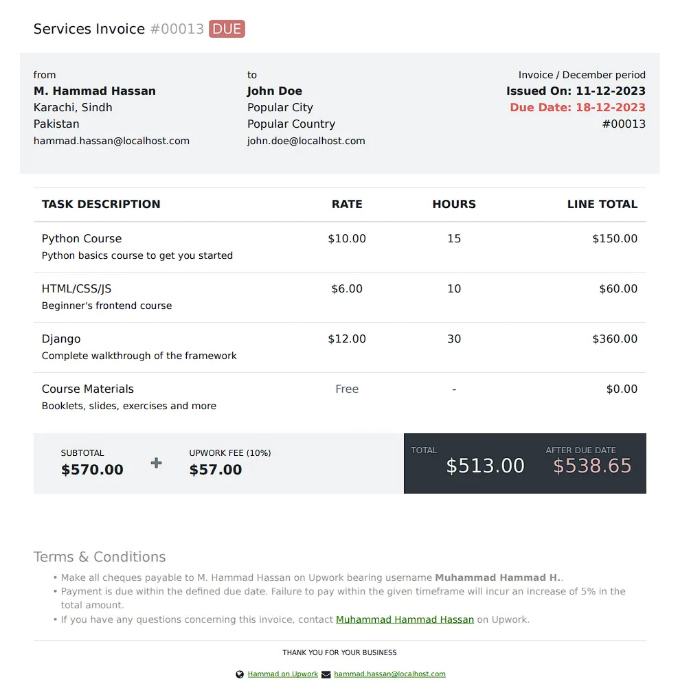 Services Invoice #00013 DUE
from
M. Hammad Hassan
Karachi, Sindh
Pakistan
hammad.hassan@localhost.com
to
John Doe
Popular City
Popular Country
john.doe@localhost.com
Invoice / December period
Issued On: 11-12-2023
Due Date: 18-12-2023
#00013
TASK DESCRIPTION RATE HOURS LINE TOTAL
Python Course $10.00 15 $150.00
Python basics course to get you started
HTML/CSS/JS $6.00 10 $60.00
Beginner's frontend course
Django $12.00 30 $360.00
Complete walkthrough of the framework
Course Materials Free - $0.00
Booklets, slides, exercises and more
SUBTOTAL
$570.00
+
UPWORK FEE (10%)
$57.00
TOTAL
$513.00
AFTER DUE DATE
$538.65
Terms & Conditions
• Make all cheques payable to M. Hammad Hassan on Upwork bearing username Muhammad Hammad H..
• Payment is due within the defined due date. Failure to pay within the given timeframe will incur an increase of 5% in the
total amount.
• If you have any questions concerning this invoice, contact Muhammad Hammad Hassan on Upwork.
THANK YOU FOR YOUR BUSINESS
Hammad on Upwork hammad.hassan@localhost.com